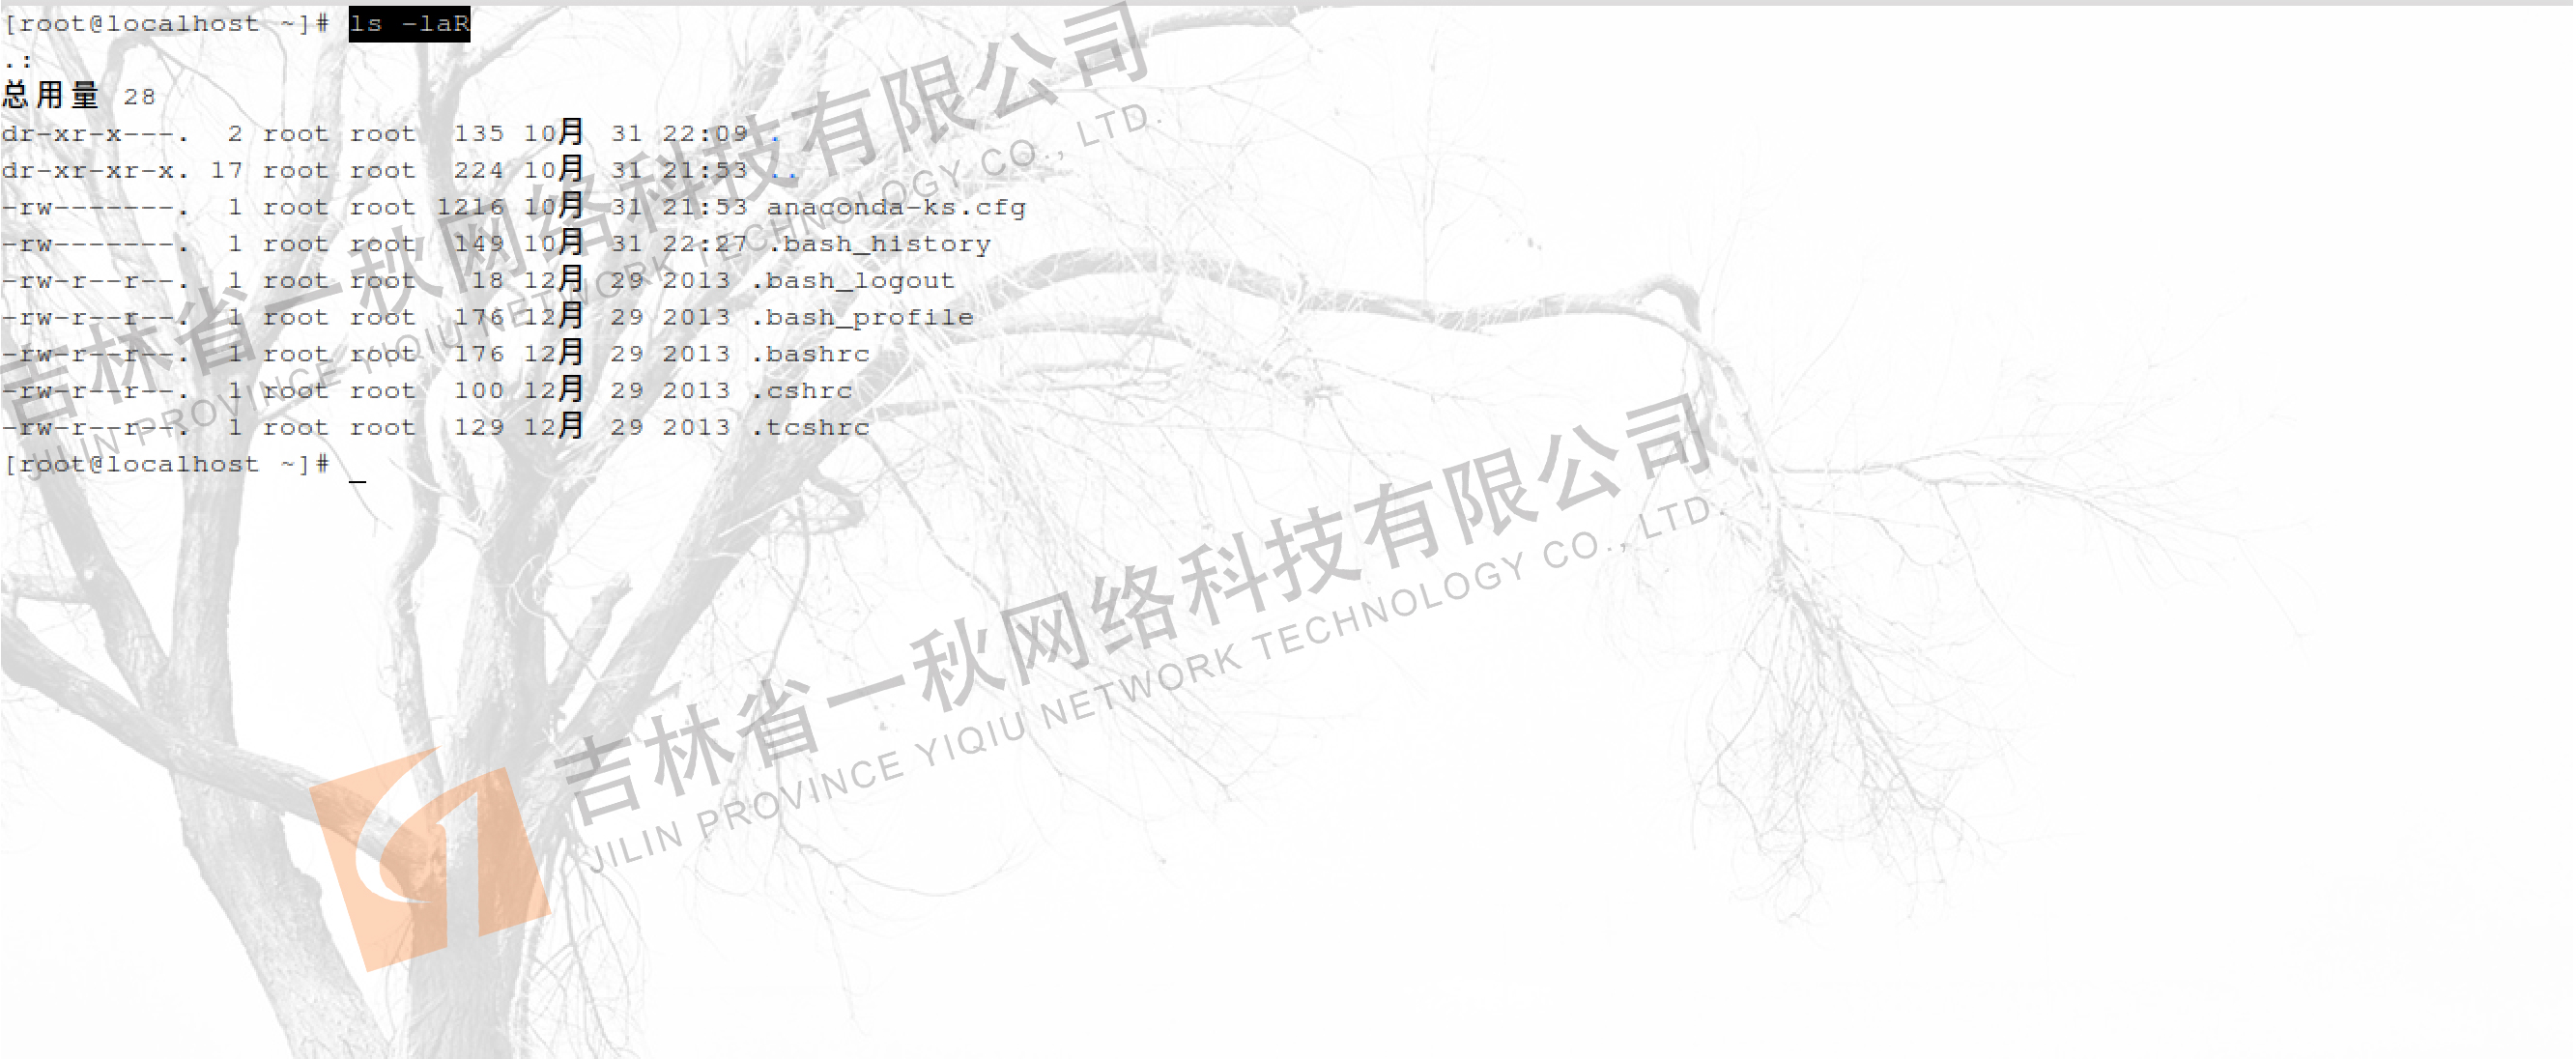 [root@localhost ~]# ls -laR
.:
总用量 28
dr-xr-x---.  2 root root  135 10月  31 22:09 .
dr-xr-xr-x. 17 root root  224 10月  31 21:53 ..
-rw-------.  1 root root 1216 10月  31 21:53 anaconda-ks.cfg
-rw-------.  1 root root  149 10月  31 22:27 .bash_history
-rw-r--r--.  1 root root   18 12月  29 2013 .bash_logout
-rw-r--r--.  1 root root  176 12月  29 2013 .bash_profile
-rw-r--r--.  1 root root  176 12月  29 2013 .bashrc
-rw-r--r--.  1 root root  100 12月  29 2013 .cshrc
-rw-r--r--.  1 root root  129 12月  29 2013 .tcshrc
[root@localhost ~]# _
吉林省一秋网络科技有限公司
JILIN PROVINCE YIQIU NETWORK TECHNOLOGY CO., LTD.
吉林省一秋网络科技有限公司
JILIN PROVINCE YIQIU NETWORK TECHNOLOGY CO., LTD.